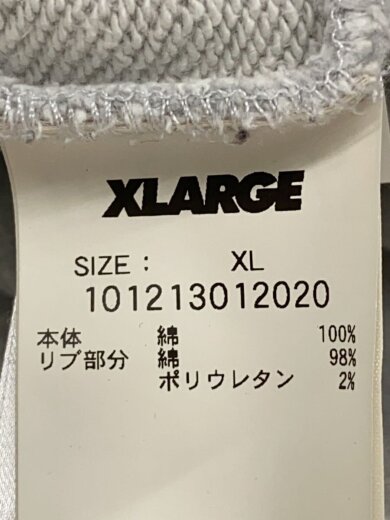 XLARGE
SIZE : XL
101213012020
本体 綿 100%
リブ部分 綿 98%
ポリウレタン 2%